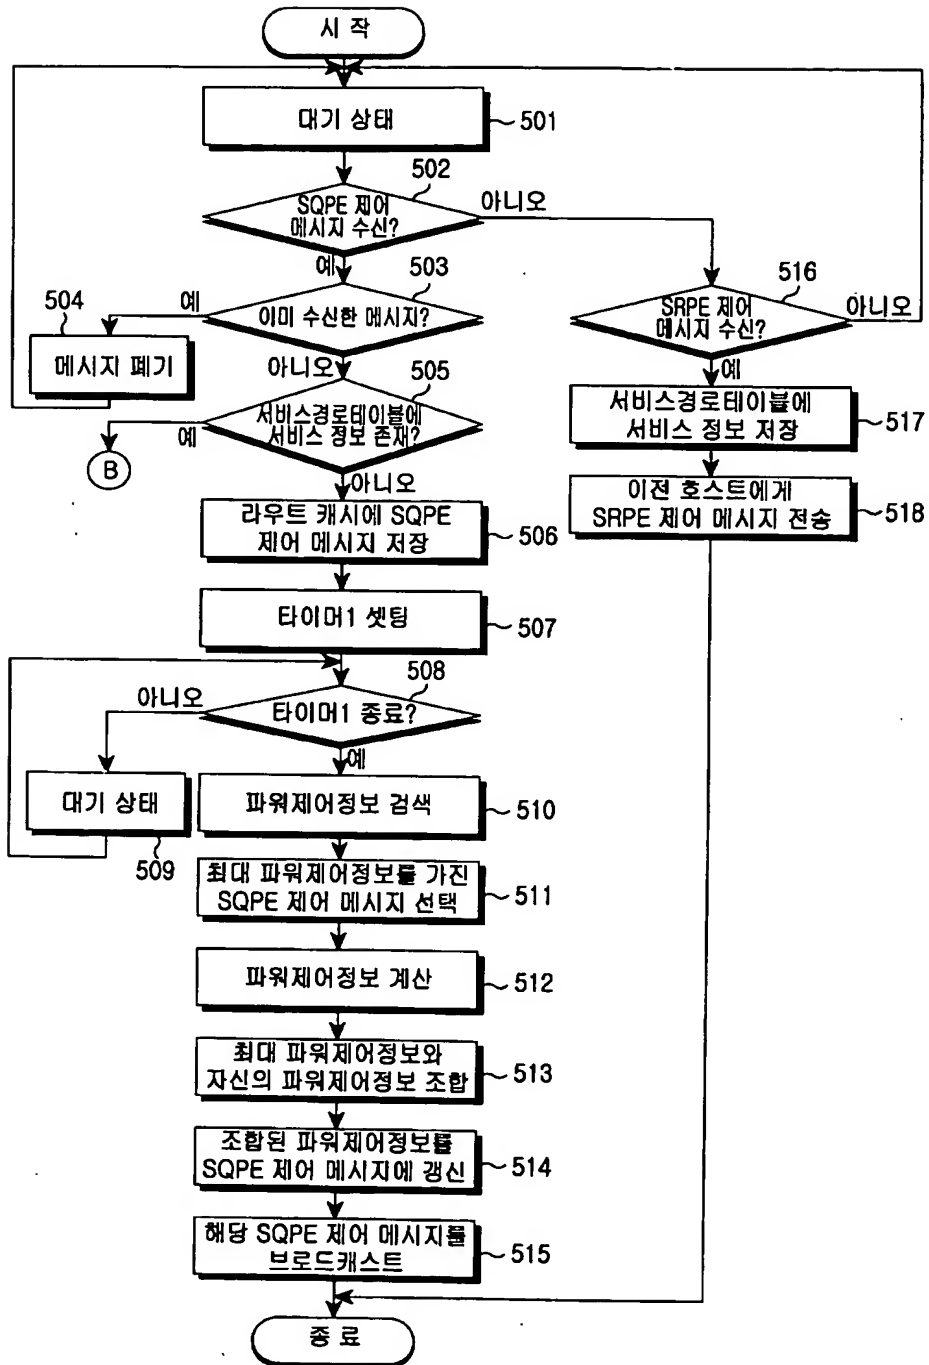 시 작
대기 상태
501
502
SQPE 제어
메시지 수신?
아니오
예
503
이미 수신한 메시지?
예
504
메시지 폐기
아니오
505
서비스경로테이블에
서비스 정보 존재?
예
B
아니오
516
SRPE 제어
메시지 수신?
아니오
예
서비스경로테이블에
서비스 정보 저장
517
이전 호스트에게
SRPE 제어 메시지 전송
518
라우트 캐시에 SQPE
제어 메시지 저장
506
타이머1 셋팅
507
508
타이머1 종료?
아니오
예
대기 상태
509
파워제어정보 검색
510
최대 파워제어정보를 가진
SQPE 제어 메시지 선택
511
파워제어정보 계산
512
최대 파워제어정보와
자신의 파워제어정보 조합
513
조합된 파워제어정보를
SQPE 제어 메시지에 갱신
514
해당 SQPE 제어 메시지를
브로드캐스트
515
종 료